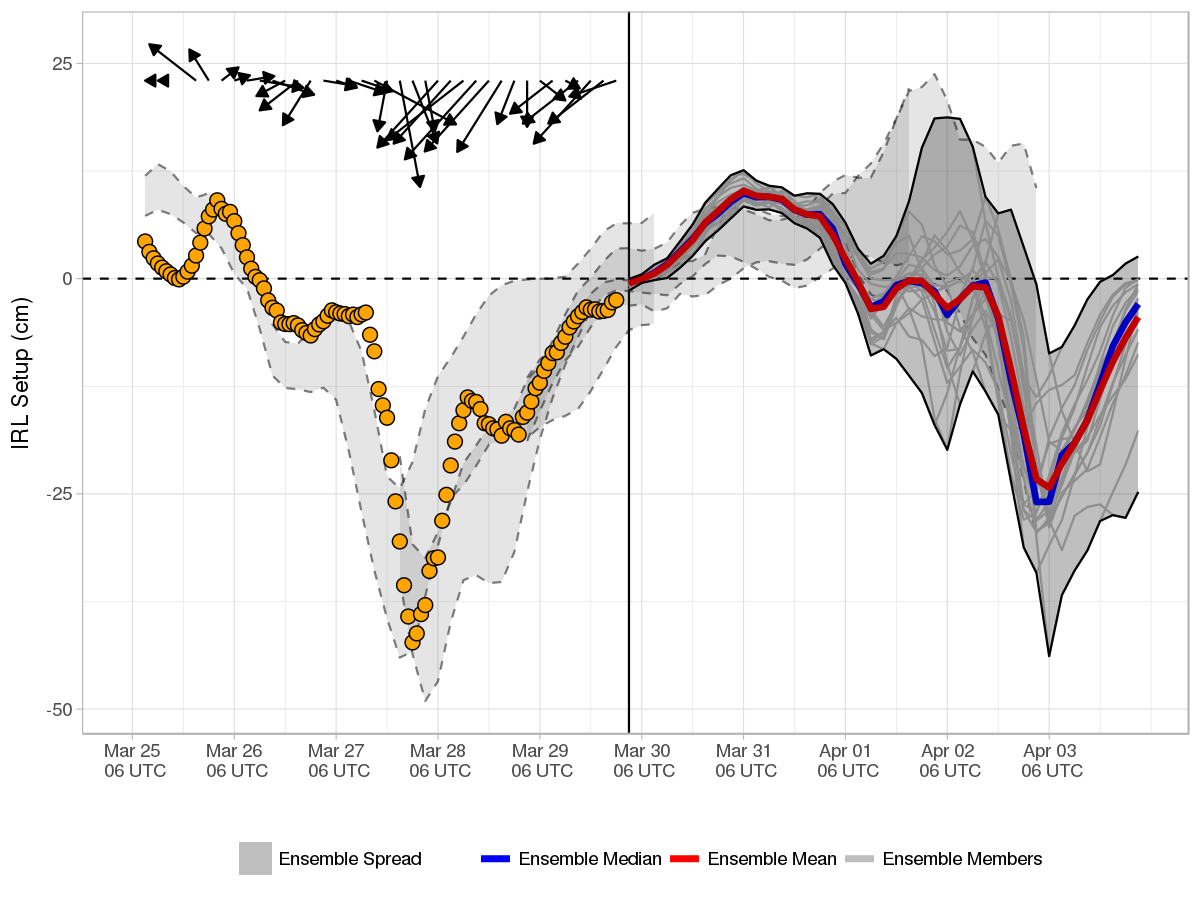 IRL Setup (cm)
25
0
-25
-50
Mar 25 Mar 26 Mar 27 Mar 28 Mar 29 Mar 30 Mar 31 Apr 01 Apr 02 Apr 03
06 UTC 06 UTC 06 UTC 06 UTC 06 UTC 06 UTC 06 UTC 06 UTC 06 UTC 06 UTC
Ensemble Spread Ensemble Median Ensemble Mean Ensemble Members